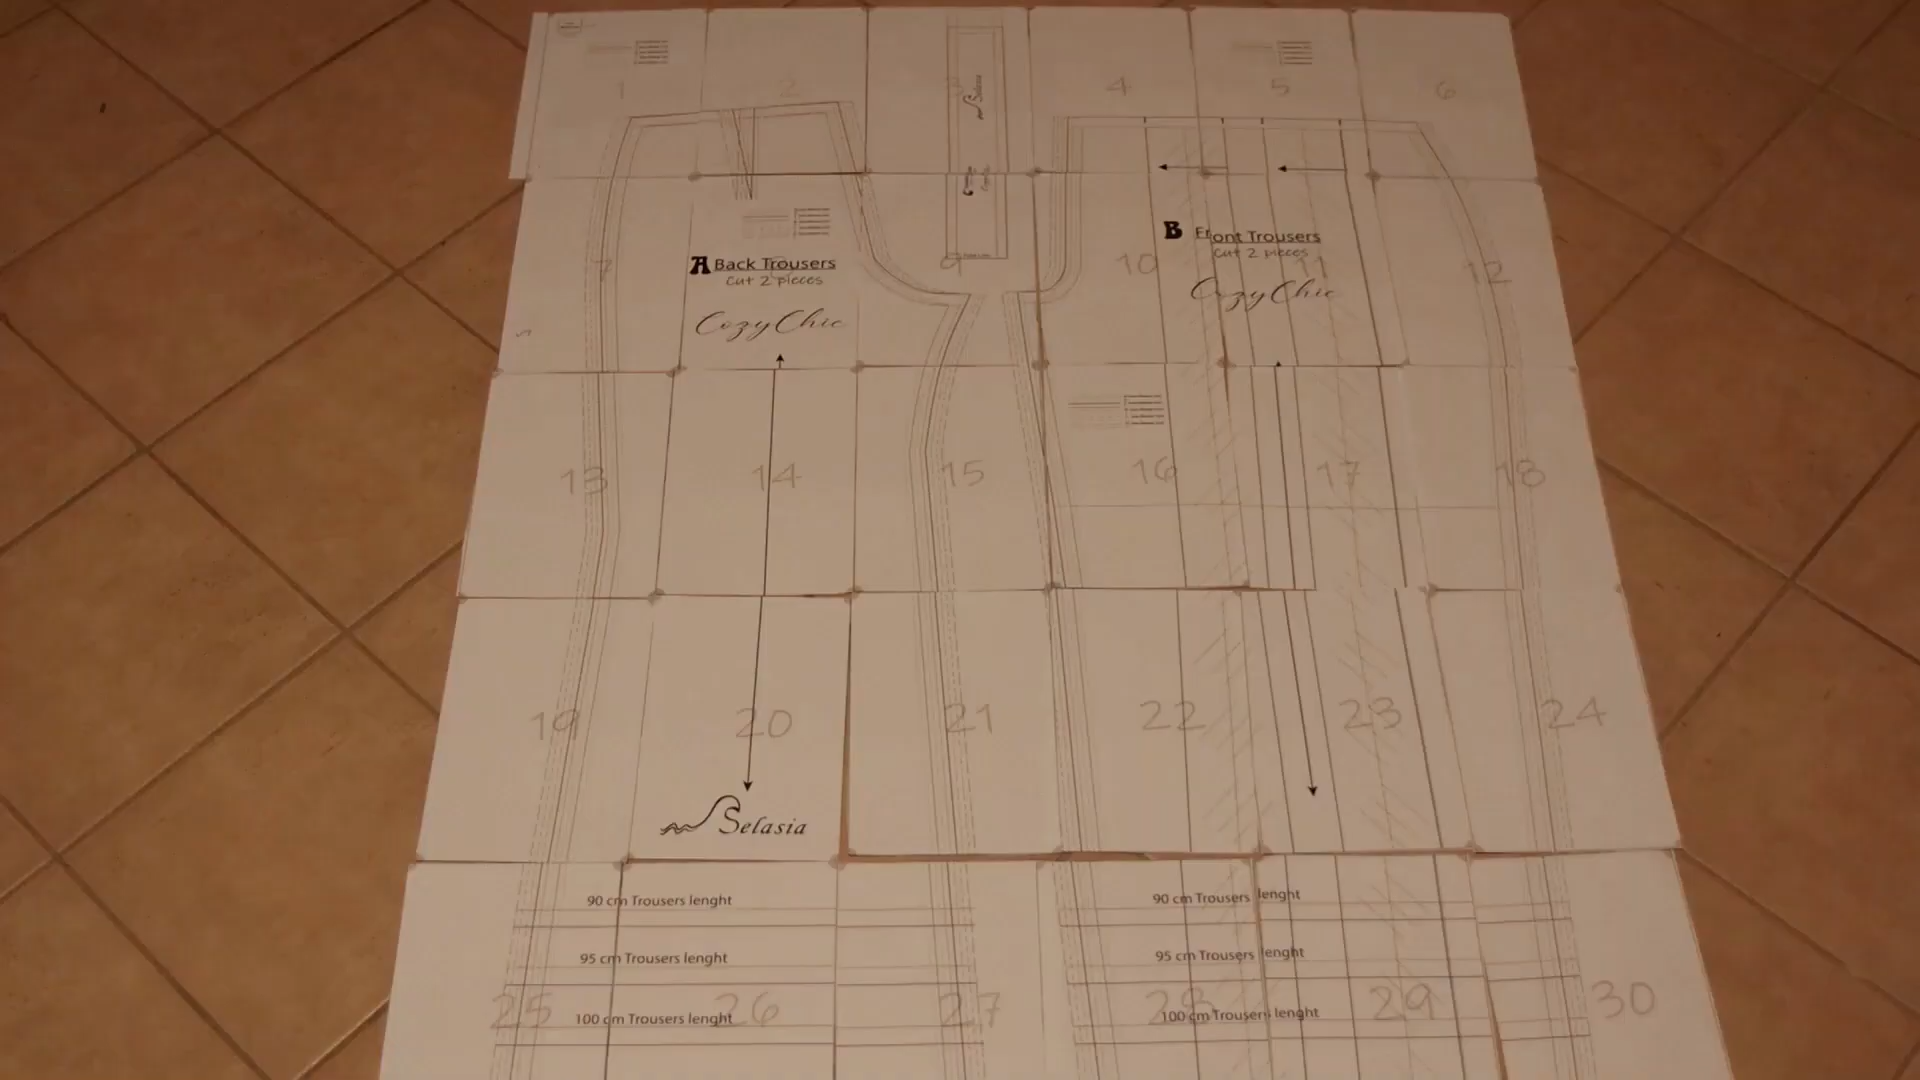 1
2
3
4
5
6
Selasia
7
9
10
11
12
A Back Trousers
Cut 2 pieces
CozyChic
B Front Trousers
Cut 2 pieces
CozyChic
13
14
15
16
17
18
19
20
21
22
23
24
Selasia
90 cm Trousers lenght
90 cm Trousers lenght
95 cm Trousers lenght
95 cm Trousers lenght
25
26
27
28
29
30
100 cm Trousers lenght
100 cm Trousers lenght